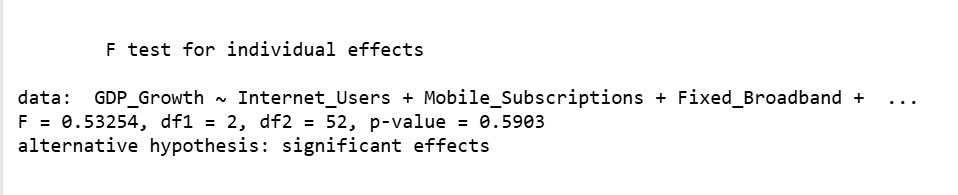 F test for individual effects
data:  GDP_Growth ~ Internet_Users + Mobile_Subscriptions + Fixed_Broadband +  ...
F = 0.53254, df1 = 2, df2 = 52, p-value = 0.5903
alternative hypothesis: significant effects